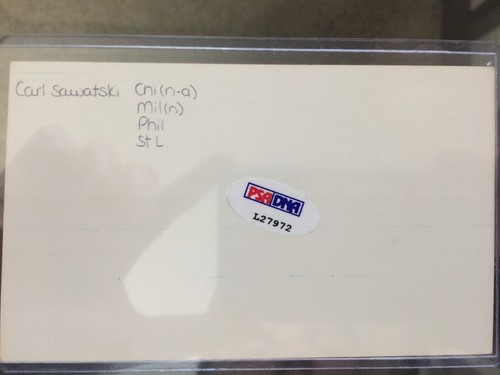 Carl Sawatski Chi(n-a)
Mil(n)
Phil
St L.
PSA DNA
L27972